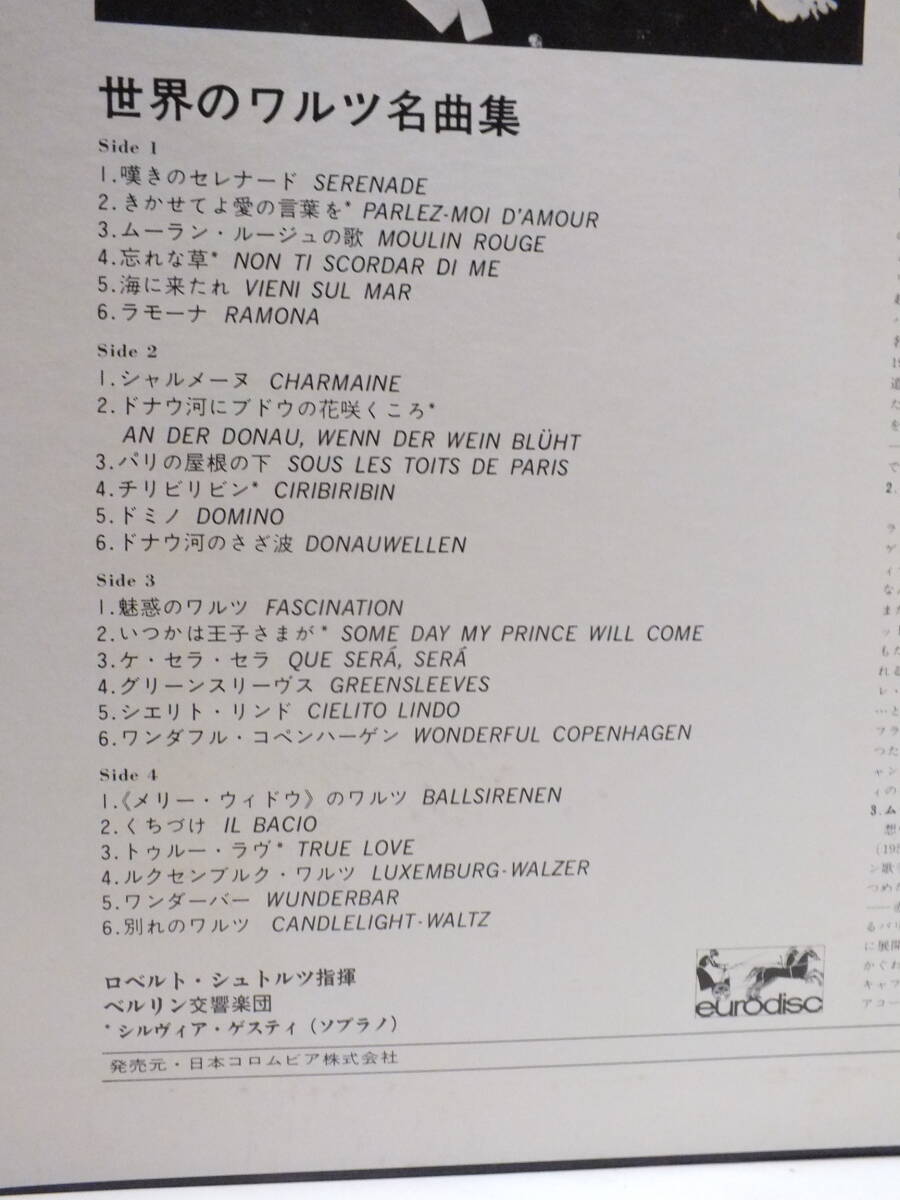 世界のワルツ名曲集
Side 1
1.嘆きのセレナード SERENADE
2.きかせてよ愛の言葉を* PARLEZ-MOI D'AMOUR
3.ムーラン・ルージュの歌 MOULIN ROUGE
4.忘れな草* NON TI SCORDAR DI ME
5.海に来たれ VIENI SUL MAR
6.ラモーナ RAMONA
Side 2
1.シャルメーヌ CHARMAINE
2.ドナウ河にブドウの花咲くころ*
AN DER DONAU, WENN DER WEIN BLÜHT
3.パリの屋根の下 SOUS LES TOITS DE PARIS
4.チリビリビン* CIRIBIRIBIN
5.ドミノ DOMINO
6.ドナウ河のさざ波 DONAUWELLEN
Side 3
1.魅惑のワルツ FASCINATION
2.いつかは王子さまが* SOME DAY MY PRINCE WILL COME
3.ケ・セラ・セラ QUE SERÁ, SERÁ
4.グリーンスリーヴス GREENSLEEVES
5.シエリト・リンド CIELITO LINDO
6.ワンダフル・コペンハーゲン WONDERFUL COPENHAGEN
Side 4
1.《メリー・ウィドウ》のワルツ BALLSIRENEN
2.くちづけ IL BACIO
3.トゥルー・ラヴ* TRUE LOVE
4.ルクセンブルク・ワルツ LUXEMBURG-WALZER
5.ワンダーバー WUNDERBAR
6.別れのワルツ CANDLELIGHT-WALTZ
ロベルト・シュトルツ指揮
ベルリン交響楽団
*シルヴィア・ゲスティ(ソプラノ)
eurodisc
発売元・日本コロムビア株式会社